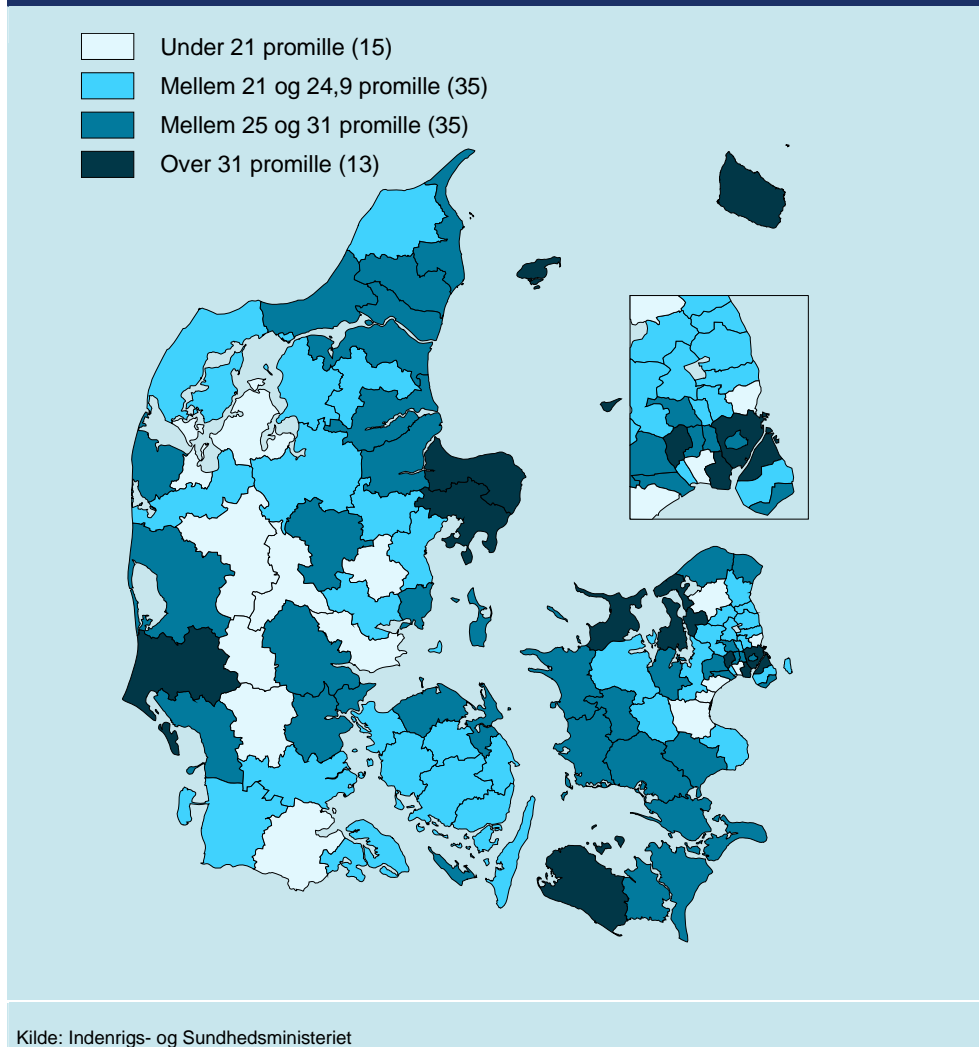 Under 21 promille (15)
Mellem 21 og 24,9 promille (35)
Mellem 25 og 31 promille (35)
Over 31 promille (13)
Kilde: Indenrigs- og Sundhedsministeriet